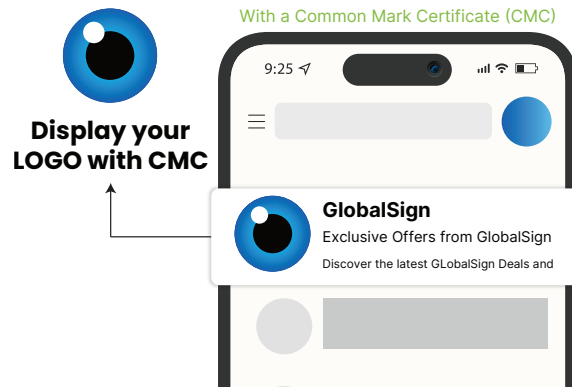 With a Common Mark Certificate (CMC)
9:25
Display your
LOGO with CMC
GlobalSign
Exclusive Offers from GlobalSign
Discover the latest GLobalSign Deals and